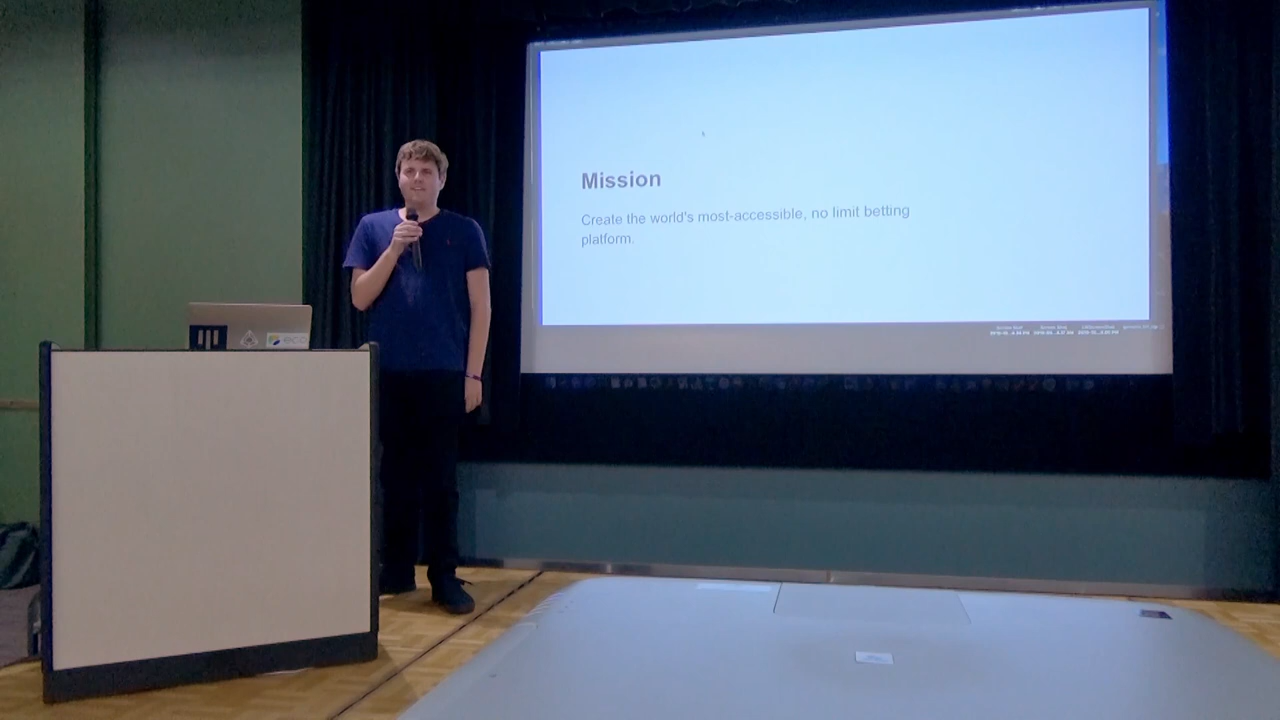 Mission
Create the world's most-accessible, no limit betting
platform.